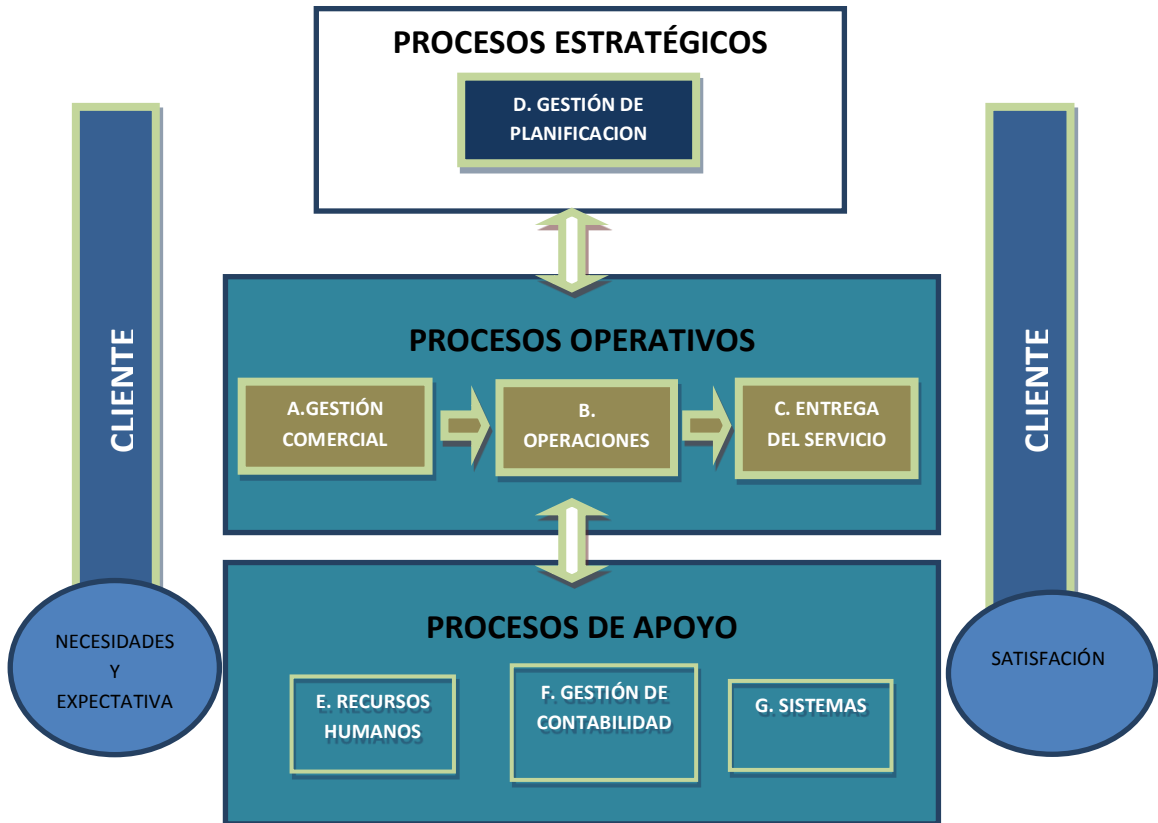 PROCESOS ESTRATÉGICOS
D. GESTIÓN DE
PLANIFICACION
CLIENTE
CLIENTE
PROCESOS OPERATIVOS
A.GESTIÓN
COMERCIAL
B.
OPERACIONES
C. ENTREGA
DEL SERVICIO
PROCESOS DE APOYO
NECESIDADES
Y
EXPECTATIVA
E. RECURSOS
HUMANOS
F. GESTIÓN DE
CONTABILIDAD
G. SISTEMAS
SATISFACIÓN